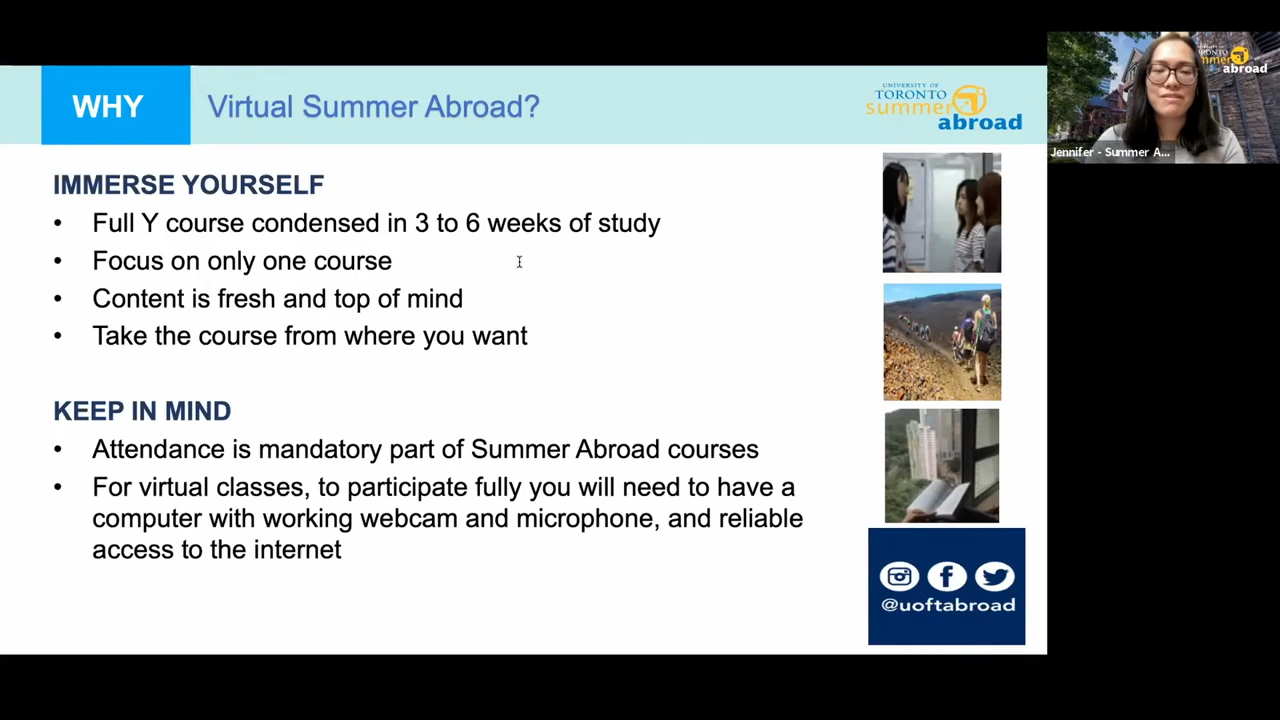 WHY
Virtual Summer Abroad?
UNIVERSITY OF
TORONTO
summer
abroad
IMMERSE YOURSELF
• Full Y course condensed in 3 to 6 weeks of study
• Focus on only one course
• Content is fresh and top of mind
• Take the course from where you want
KEEP IN MIND
• Attendance is mandatory part of Summer Abroad courses
• For virtual classes, to participate fully you will need to have a
computer with working webcam and microphone, and reliable
access to the internet
@uoftabroad
abroad
Jennifer - Summer A...